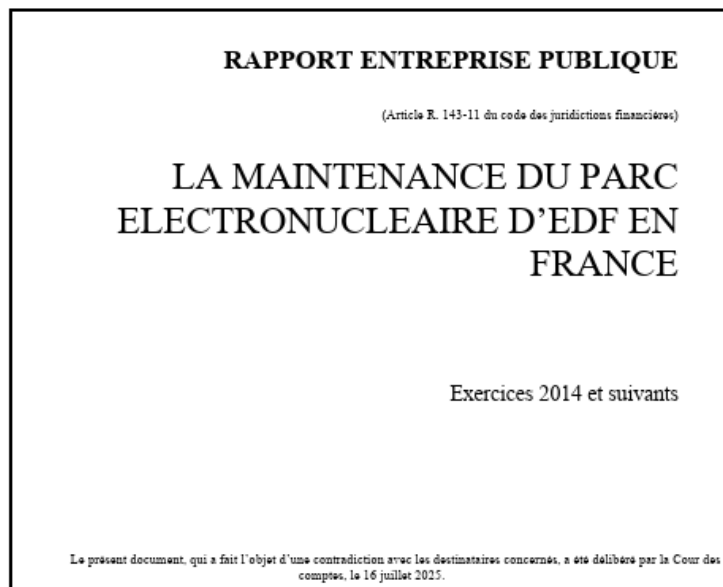 RAPPORT ENTREPRISE PUBLIQUE
(Article R. 143-11 du code des juridictions financières)
LA MAINTENANCE DU PARC
ELECTRONUCLEAIRE D’EDF EN
FRANCE
Exercices 2014 et suivants
Le présent document, qui a fait l’objet d’une contradiction avec les destinataires concernés, a été délibéré par la Cour des
comptes, le 16 juillet 2025.